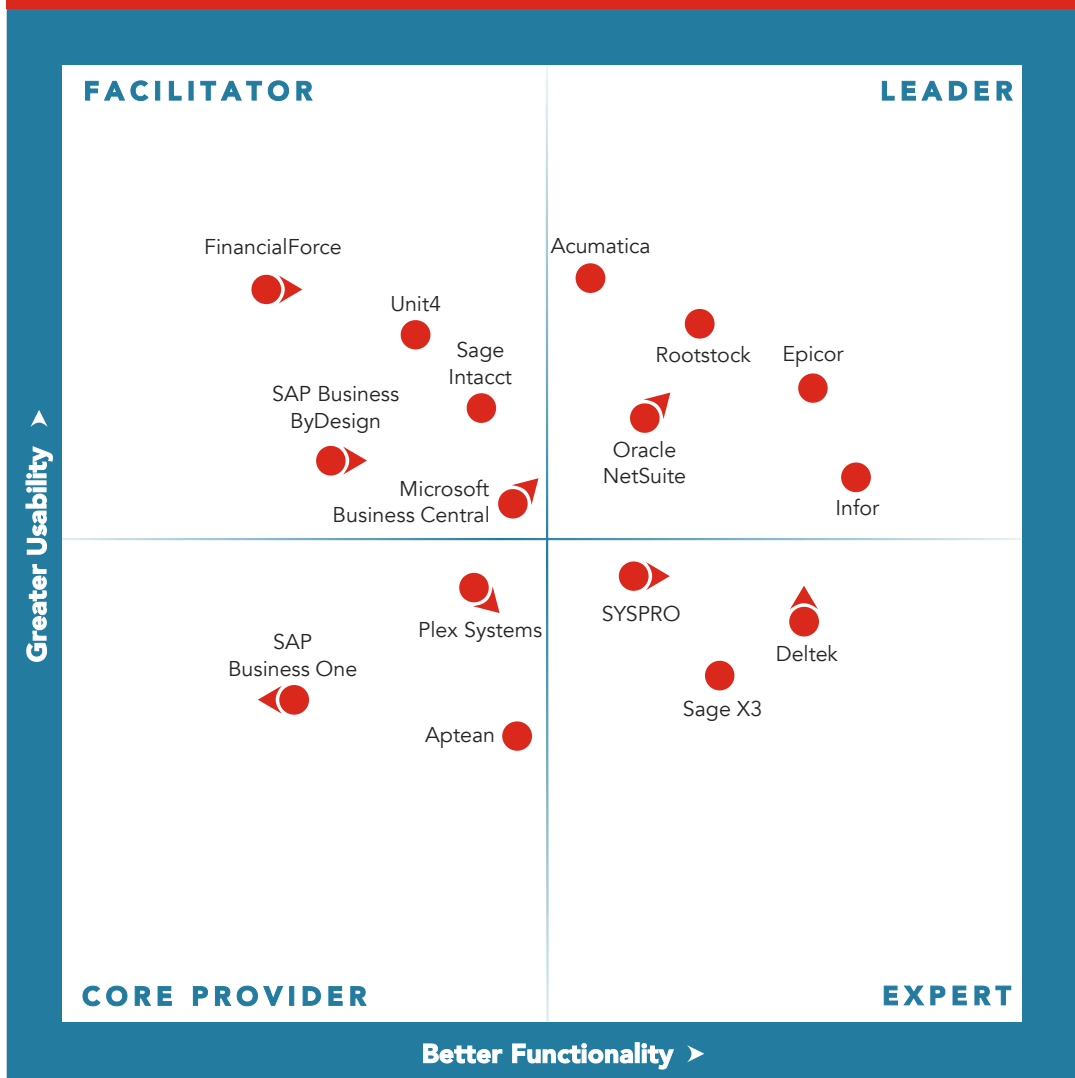 FACILITATOR
LEADER
FinancialForce
Acumatica
Unit4
Sage
Intacct
Rootstock
Epicor
SAP Business
ByDesign
Oracle
NetSuite
Microsoft
Business Central
Infor
Greater Usability
SYSPRO
Plex Systems
Deltek
SAP
Business One
Sage X3
Aptean
CORE PROVIDER
EXPERT
Better Functionality